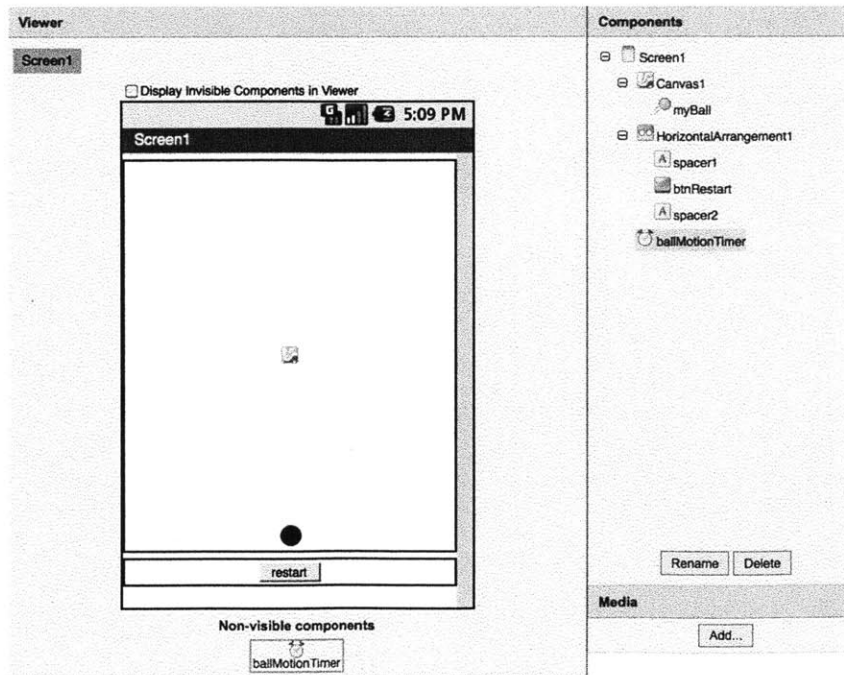 Viewer
Screen1
Display Invisible Components in Viewer
5:09 PM
Screen1
restart
Non-visible components
ballMotionTimer
Components
Screen1
Canvas1
myBall
HorizontalArrangement1
A spacer1
btnRestart
A spacer2
ballMotionTimer
Rename Delete
Media
Add...